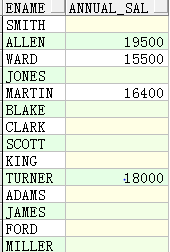 ENAME ANNUAL_SAL
SMITH
ALLEN 19500
WARD 15500
JONES
MARTIN 16400
BLAKE
CLARK
SCOTT
KING
TURNER 18000
ADAMS
JAMES
FORD
MILLER